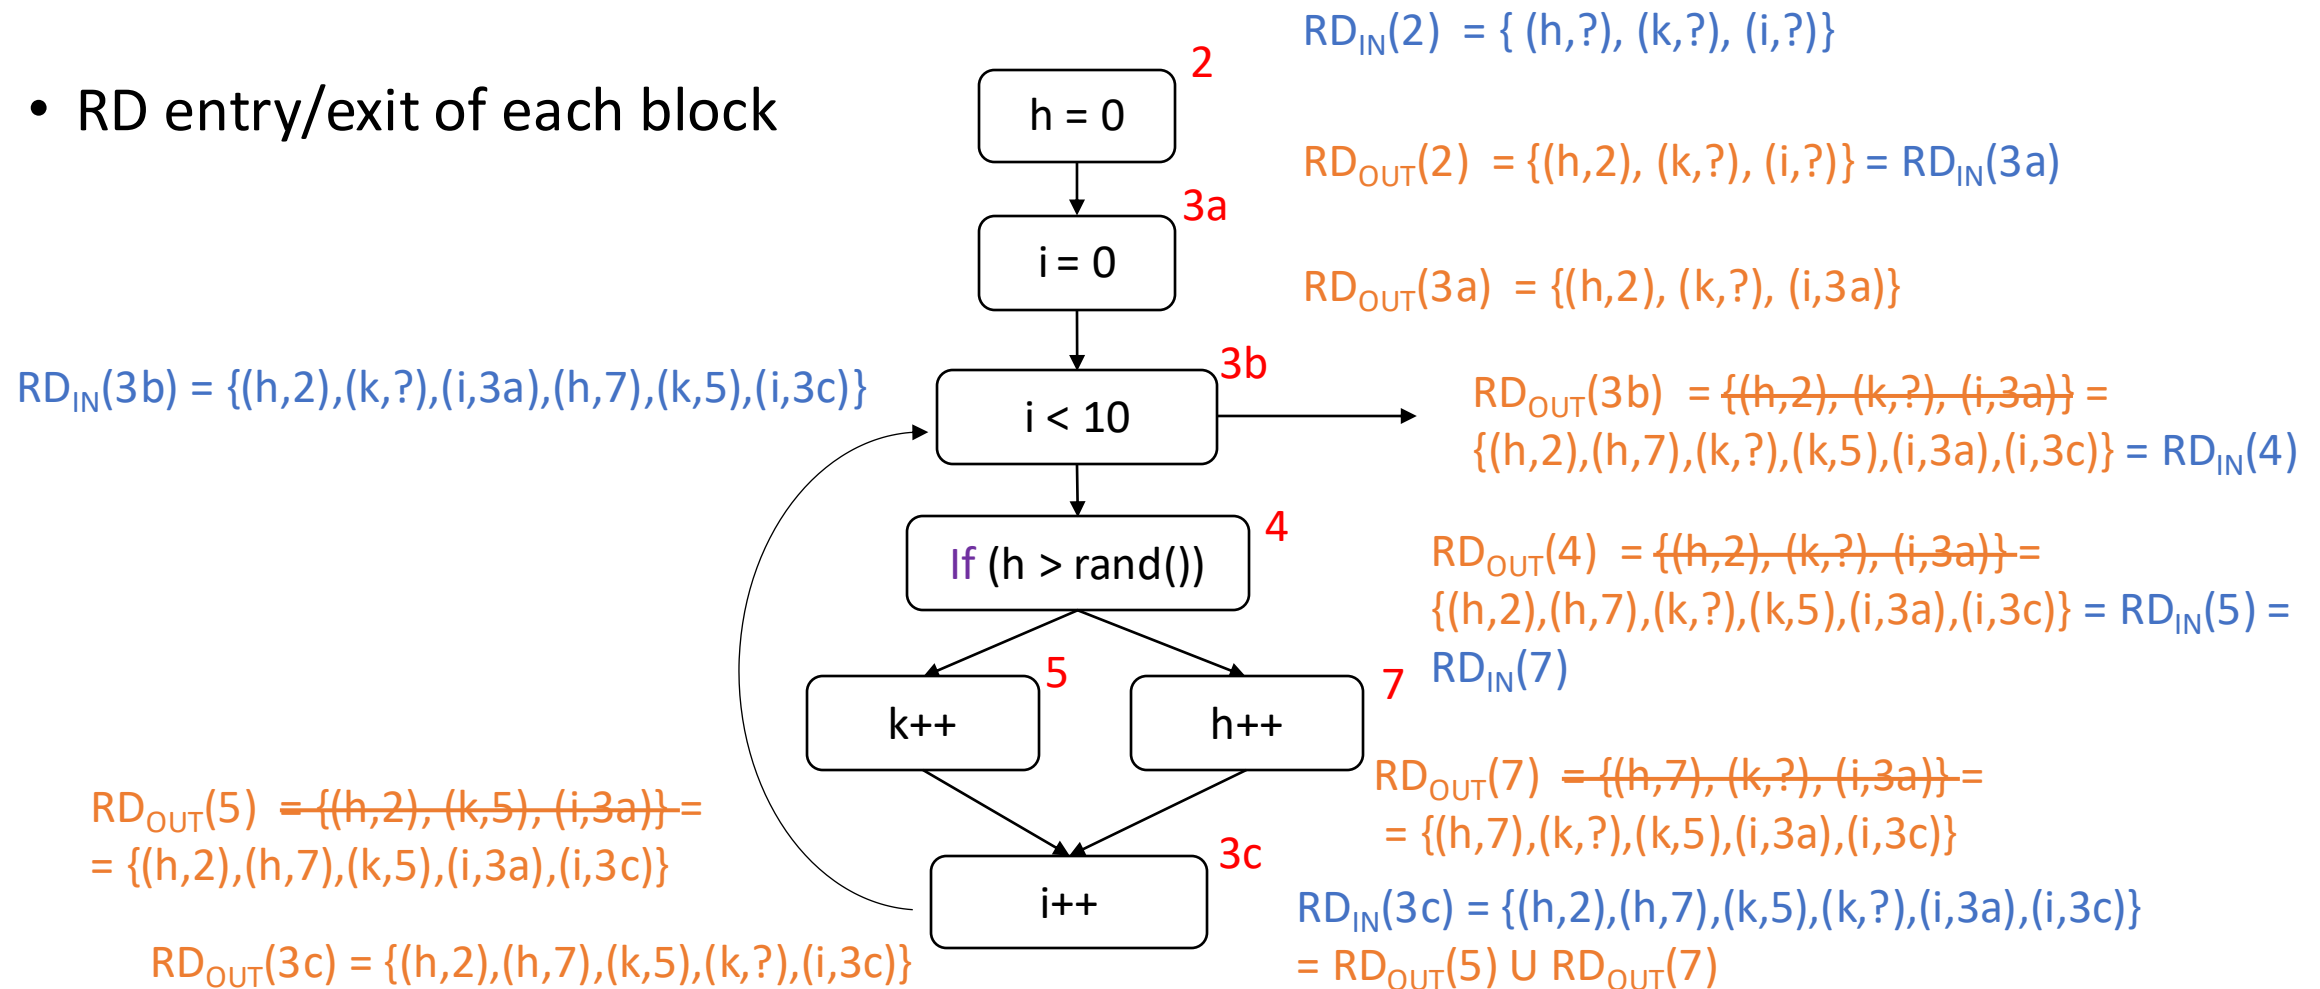 • RD entry/exit of each block
2
h = 0
3a
i = 0
3b
i < 10
4
If (h > rand())
5
k++
7
h++
3c
i++
RD_IN(2) = { (h,?), (k,?), (i,?)}
RD_OUT(2) = {(h,2), (k,?), (i,?)} = RD_IN(3a)
RD_OUT(3a) = {(h,2), (k,?), (i,3a)}
RD_IN(3b) = {(h,2),(k,?),(i,3a),(h,7),(k,5),(i,3c)}
RD_OUT(3b) = {(h,2), (k,?), (i,3a)} =
{(h,2),(h,7),(k,?),(k,5),(i,3a),(i,3c)} = RD_IN(4)
RD_OUT(4) = {(h,2), (k,?), (i,3a)} =
{(h,2),(h,7),(k,?),(k,5),(i,3a),(i,3c)} = RD_IN(5) =
RD_IN(7)
RD_OUT(5) = {(h,2), (k,5), (i,3a)} =
= {(h,2),(h,7),(k,5),(i,3a),(i,3c)}
RD_OUT(7) = {(h,7), (k,?), (i,3a)} =
= {(h,7),(k,?),(k,5),(i,3a),(i,3c)}
RD_IN(3c) = {(h,2),(h,7),(k,5),(k,?),(i,3a),(i,3c)}
= RD_OUT(5) U RD_OUT(7)
RD_OUT(3c) = {(h,2),(h,7),(k,5),(k,?),(i,3c)}